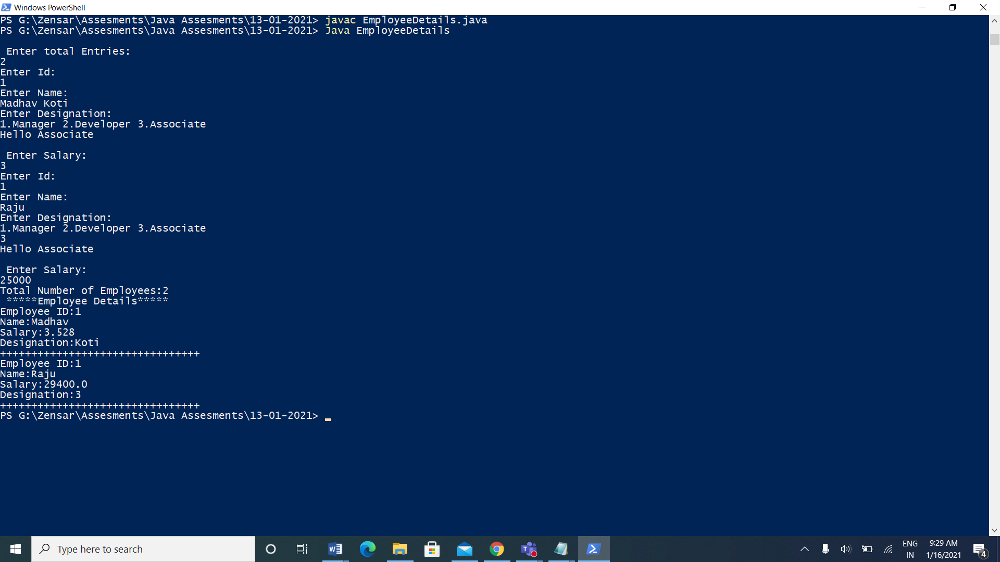 Windows PowerShell
PS G:\Zensar\Assesments\Java Assesments\13-01-2021> javac EmployeeDetails.java
PS G:\Zensar\Assesments\Java Assesments\13-01-2021> Java EmployeeDetails
Enter total Entries:
2
Enter Id:
1
Enter Name:
Madhav Koti
Enter Designation:
1.Manager 2.Developer 3.Associate
Hello Associate
Enter Salary:
3
Enter Id:
1
Enter Name:
Raju
Enter Designation:
1.Manager 2.Developer 3.Associate
3
Hello Associate
Enter Salary:
25000
Total Number of Employees:2
*****Employee Details*****
Employee ID:1
Name:Madhav
Salary:3.528
Designation:Koti
++++++++++++++++++++++++++++++++
Employee ID:1
Name:Raju
Salary:29400.0
Designation:3
++++++++++++++++++++++++++++++++
PS G:\Zensar\Assesments\Java Assesments\13-01-2021>
Type here to search
ENG
IN
9:29 AM
1/16/2021
4